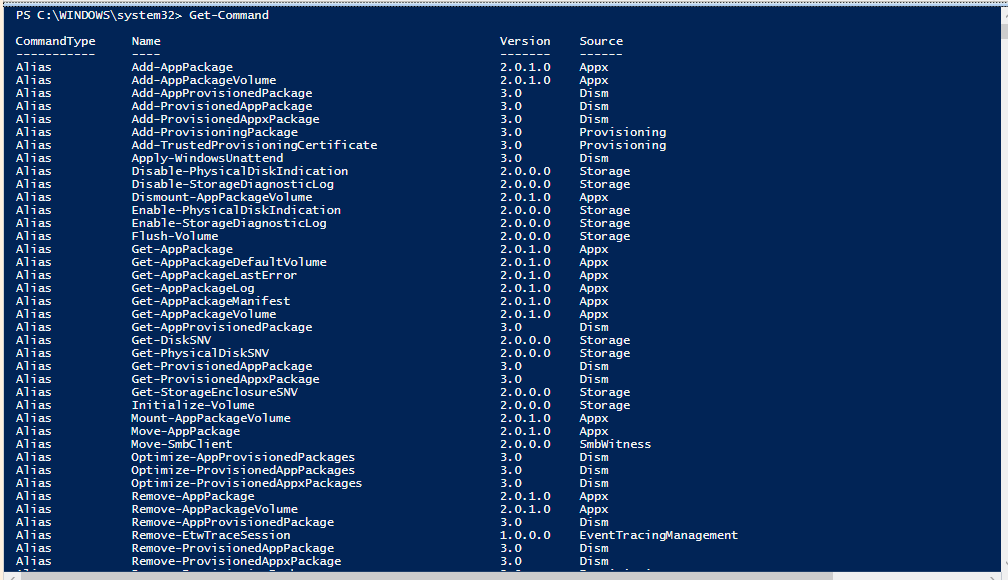 PS C:\WINDOWS\system32> Get-Command
CommandType Name Version Source
----------- ---- ------- ------
Alias Add-AppPackage 2.0.1.0 Appx
Alias Add-AppPackageVolume 2.0.1.0 Appx
Alias Add-AppProvisionedPackage 3.0 Dism
Alias Add-ProvisionedAppPackage 3.0 Dism
Alias Add-ProvisionedAppxPackage 3.0 Dism
Alias Add-ProvisioningPackage 3.0 Provisioning
Alias Add-TrustedProvisioningCertificate 3.0 Provisioning
Alias Apply-WindowsUnattend 3.0 Dism
Alias Disable-PhysicalDiskIndication 2.0.0.0 Storage
Alias Disable-StorageDiagnosticLog 2.0.0.0 Storage
Alias Dismount-AppPackageVolume 2.0.1.0 Appx
Alias Enable-PhysicalDiskIndication 2.0.0.0 Storage
Alias Enable-StorageDiagnosticLog 2.0.0.0 Storage
Alias Flush-Volume 2.0.0.0 Storage
Alias Get-AppPackage 2.0.1.0 Appx
Alias Get-AppPackageDefaultVolume 2.0.1.0 Appx
Alias Get-AppPackageLastError 2.0.1.0 Appx
Alias Get-AppPackageLog 2.0.1.0 Appx
Alias Get-AppPackageManifest 2.0.1.0 Appx
Alias Get-AppPackageVolume 2.0.1.0 Appx
Alias Get-AppProvisionedPackage 3.0 Dism
Alias Get-DiskSNV 2.0.0.0 Storage
Alias Get-PhysicalDiskSNV 2.0.0.0 Storage
Alias Get-ProvisionedAppPackage 3.0 Dism
Alias Get-ProvisionedAppxPackage 3.0 Dism
Alias Get-StorageEnclosureSNV 2.0.0.0 Storage
Alias Initialize-Volume 2.0.0.0 Storage
Alias Mount-AppPackageVolume 2.0.1.0 Appx
Alias Move-AppPackage 2.0.1.0 Appx
Alias Move-SmbClient 2.0.0.0 SmbWitness
Alias Optimize-AppProvisionedPackages 3.0 Dism
Alias Optimize-ProvisionedAppPackages 3.0 Dism
Alias Optimize-ProvisionedAppxPackages 3.0 Dism
Alias Remove-AppPackage 2.0.1.0 Appx
Alias Remove-AppPackageVolume 2.0.1.0 Appx
Alias Remove-AppProvisionedPackage 3.0 Dism
Alias Remove-EtwTraceSession 1.0.0.0 EventTracingManagement
Alias Remove-ProvisionedAppPackage 3.0 Dism
Alias Remove-ProvisionedAppxPackage 3.0 Dism